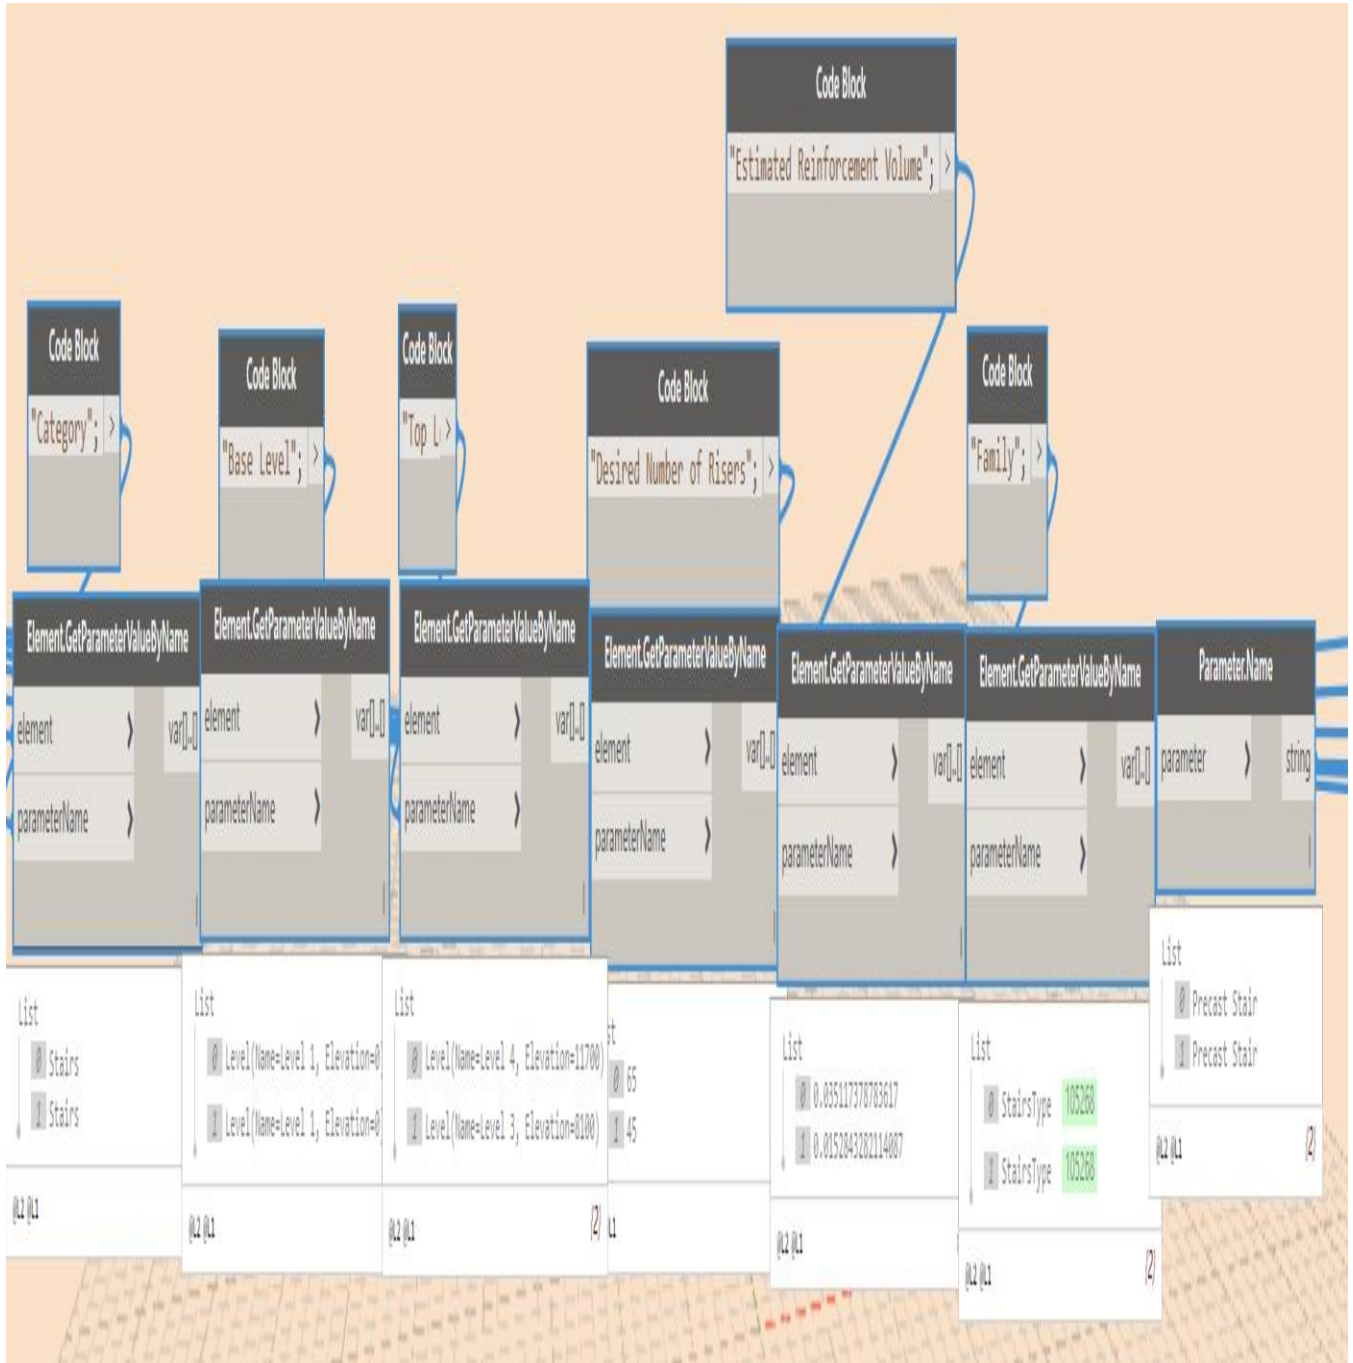 Code Block
"Estimated Reinforcement Volume";
>
Code Block
"Category";
>
Code Block
"Base Level";
>
Code Block
"Top L
>
Code Block
"Desired Number of Risers";
>
Code Block
"Family";
>
Element.GetParameterValueByName
element
>
var[]..[]
parameterName
>
|
Element.GetParameterValueByName
element
>
var[]..[]
parameterName
>
|
Element.GetParameterValueByName
element
>
var[]..[]
parameterName
>
|
Element.GetParameterValueByName
element
>
var[]..[]
parameterName
>
|
Element.GetParameterValueByName
element
>
var[]..[]
parameterName
>
|
Element.GetParameterValueByName
element
>
var[]..[]
parameterName
>
Parameter.Name
parameter
>
string
|
List
0 Stairs
1 Stairs
@L2 @L1
List
0 Level(Name=Level 1, Elevation=0
1 Level(Name=Level 1, Elevation=0
@L2 @L1
List
0 Level(Name=Level 4, Elevation=11700)
1 Level(Name=Level 3, Elevation=8100)
@L2 @L1
{2}
st
0 65
1 45
L1
List
0 0.035117378783617
1 0.0152843282114087
@L2 @L1
List
0 StairsType 105268
1 StairsType 105268
@L2 @L1
{2}
List
0 Precast Stair
1 Precast Stair
@L2 @L1
{2}